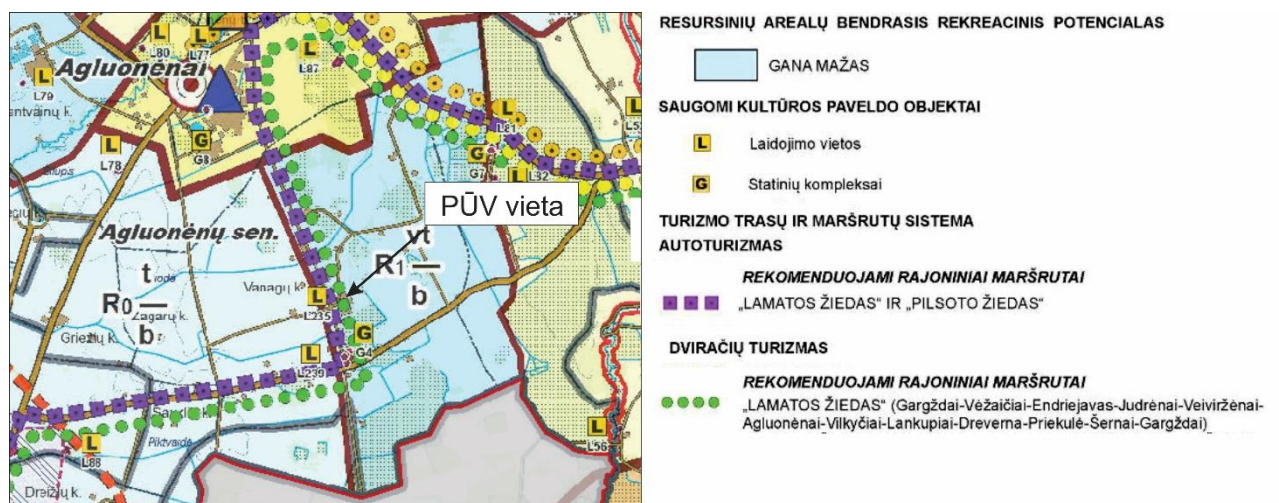 L80
L77
L87
Agluonėnai
L79
L81
antvainų k.
L78
G8
G7
L82
PŪV vieta
Agluonėnų sen.
vt
R1
b
t
R0
b
Vanagų k.
L235
Žagarų k.
Griežių k.
G4
L239
Piktvaidė
L88
L56
Dreižių k.
RESURSINIŲ AREALŲ BENDRASIS REKREACINIS POTENCIALAS
GANA MAŽAS
SAUGOMI KULTŪROS PAVELDO OBJEKTAI
L Laidojimo vietos
G Statinių kompleksai
TURIZMO TRASŲ IR MARŠRUTŲ SISTEMA
AUTOTURIZMAS
REKOMENDUOJAMI RAJONINIAI MARŠRUTAI
„LAMATOS ŽIEDAS“ IR „PILSOTO ŽIEDAS“
DVIRAČIŲ TURIZMAS
REKOMENDUOJAMI RAJONINIAI MARŠRUTAI
„LAMATOS ŽIEDAS“ (Gargždai-Vėžaičiai-Endriejavas-Judrėnai-Veiviržėnai-
Agluonėnai-Vilkyčiai-Lankupiai-Dreverna-Priekulė-Šernai-Gargždai)